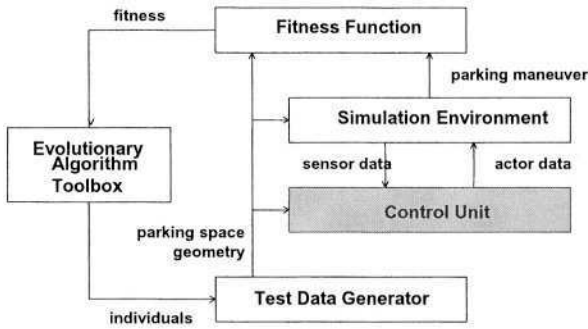 fitness
Fitness Function
parking maneuver
Simulation Environment
Evolutionary
Algorithm
Toolbox
sensor data
actor data
Control Unit
parking space
geometry
Test Data Generator
individuals